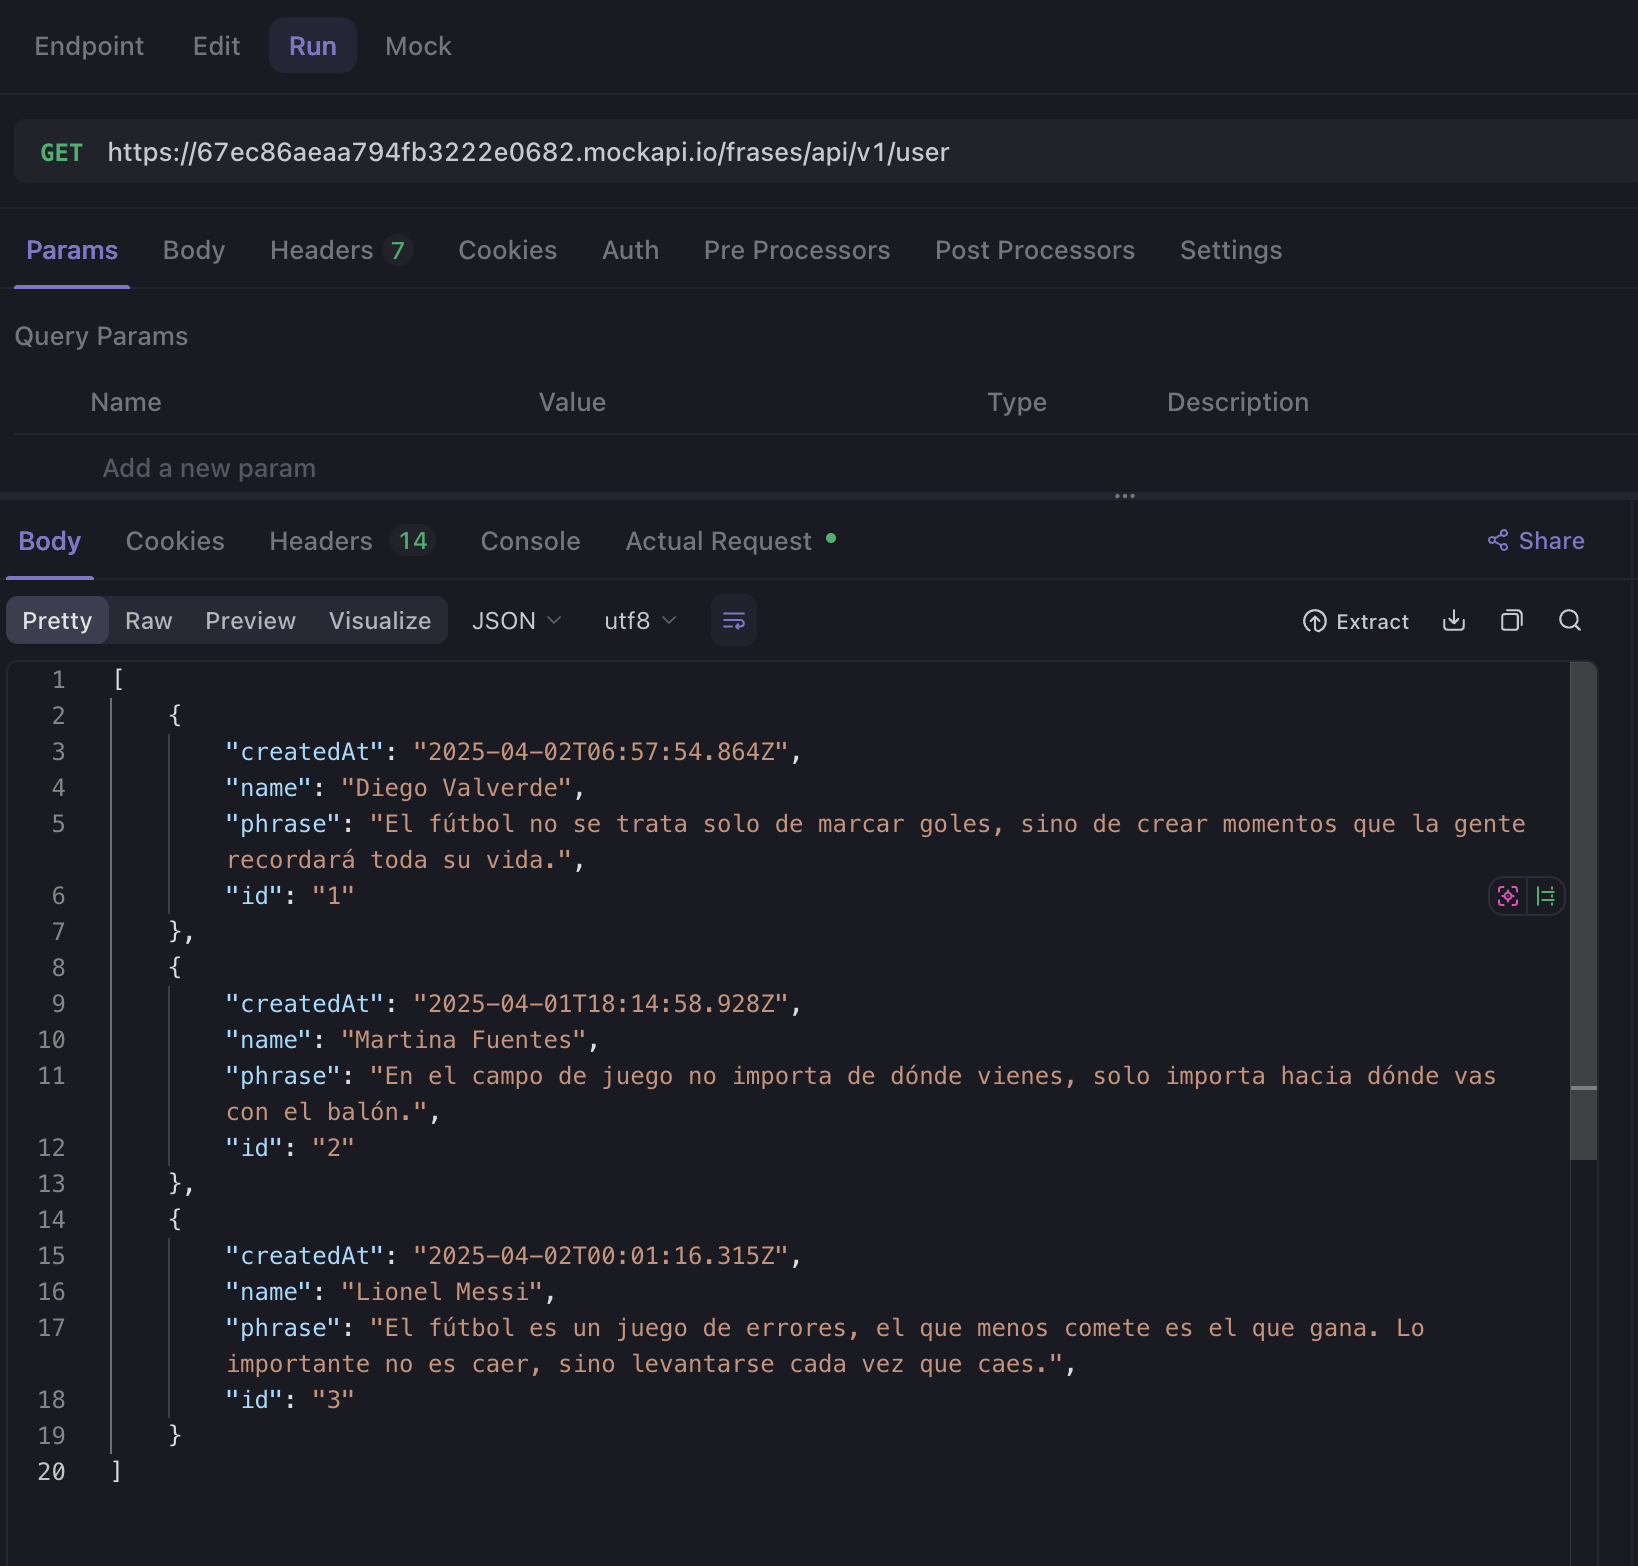 Endpoint Edit Run Mock
GET https://67ec86aeaa794fb3222e0682.mockapi.io/frases/api/v1/user
Params Body Headers 7 Cookies Auth Pre Processors Post Processors Settings
Query Params
Name Value Type Description
Add a new param
Body Cookies Headers 14 Console Actual Request Share
Pretty Raw Preview Visualize JSON utf8 Extract
1 [
2 {
3 "createdAt": "2025-04-02T06:57:54.864Z",
4 "name": "Diego Valverde",
5 "phrase": "El fútbol no se trata solo de marcar goles, sino de crear momentos que la gente
recordará toda su vida.",
6 "id": "1"
7 },
8 {
9 "createdAt": "2025-04-01T18:14:58.928Z",
10 "name": "Martina Fuentes",
11 "phrase": "En el campo de juego no importa de dónde vienes, solo importa hacia dónde vas
con el balón.",
12 "id": "2"
13 },
14 {
15 "createdAt": "2025-04-02T00:01:16.315Z",
16 "name": "Lionel Messi",
17 "phrase": "El fútbol es un juego de errores, el que menos comete es el que gana. Lo
importante no es caer, sino levantarse cada vez que caes.",
18 "id": "3"
19 }
20 ]